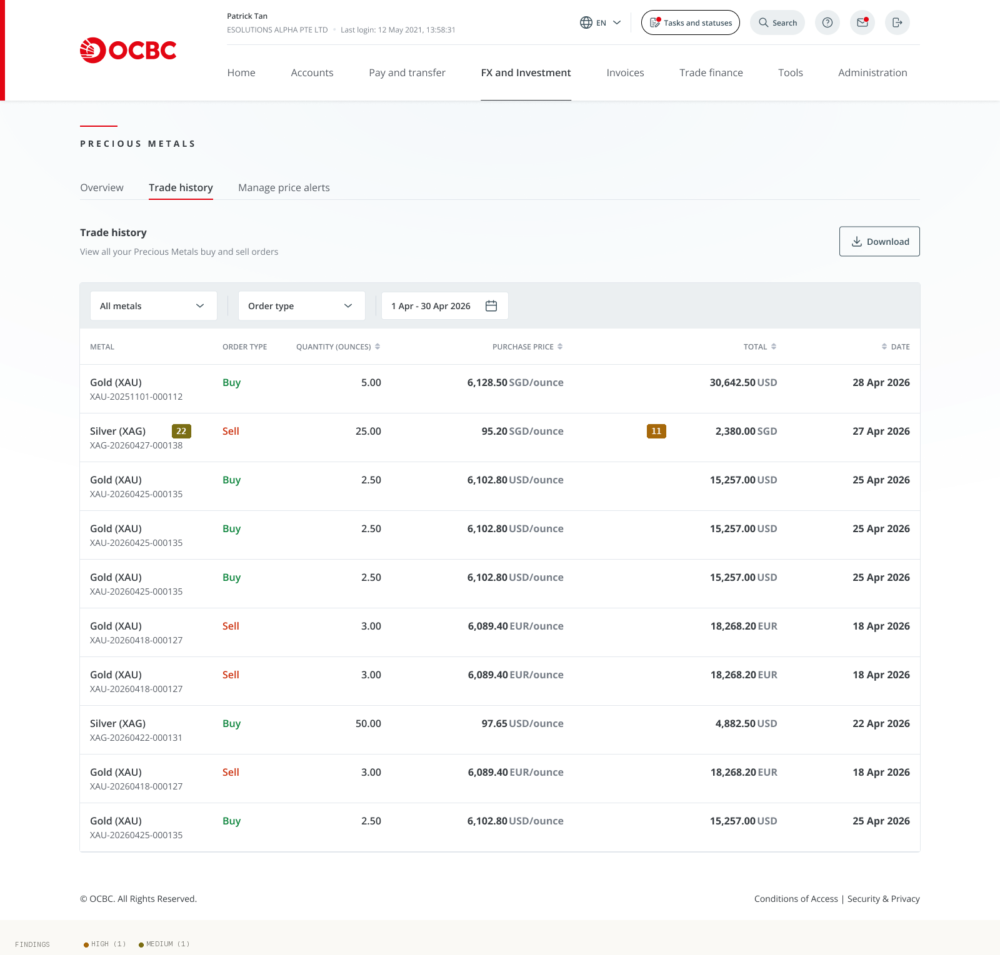 Patrick Tan
ESOLUTIONS ALPHA PTE LTD • Last login: 12 May 2021, 13:58:31
EN
Tasks and statuses
Search
OCBC
Home Accounts Pay and transfer FX and Investment Invoices Trade finance Tools Administration
PRECIOUS METALS
Overview Trade history Manage price alerts
Trade history
View all your Precious Metals buy and sell orders
Download
All metals Order type 1 Apr - 30 Apr 2026
METAL ORDER TYPE QUANTITY (OUNCES) PURCHASE PRICE TOTAL DATE
Gold (XAU) Buy 5.00 6,128.50 SGD/ounce 30,642.50 USD 28 Apr 2026
XAU-20251101-000112
Silver (XAG) 22 Sell 25.00 95.20 SGD/ounce 11 2,380.00 SGD 27 Apr 2026
XAG-20260427-000138
Gold (XAU) Buy 2.50 6,102.80 USD/ounce 15,257.00 USD 25 Apr 2026
XAU-20260425-000135
Gold (XAU) Buy 2.50 6,102.80 USD/ounce 15,257.00 USD 25 Apr 2026
XAU-20260425-000135
Gold (XAU) Buy 2.50 6,102.80 USD/ounce 15,257.00 USD 25 Apr 2026
XAU-20260425-000135
Gold (XAU) Sell 3.00 6,089.40 EUR/ounce 18,268.20 EUR 18 Apr 2026
XAU-20260418-000127
Gold (XAU) Sell 3.00 6,089.40 EUR/ounce 18,268.20 EUR 18 Apr 2026
XAU-20260418-000127
Silver (XAG) Buy 50.00 97.65 USD/ounce 4,882.50 USD 22 Apr 2026
XAG-20260422-000131
Gold (XAU) Sell 3.00 6,089.40 EUR/ounce 18,268.20 EUR 18 Apr 2026
XAU-20260418-000127
Gold (XAU) Buy 2.50 6,102.80 USD/ounce 15,257.00 USD 25 Apr 2026
XAU-20260425-000135
© OCBC. All Rights Reserved. Conditions of Access | Security & Privacy
FINDINGS HIGH (1) MEDIUM (1)